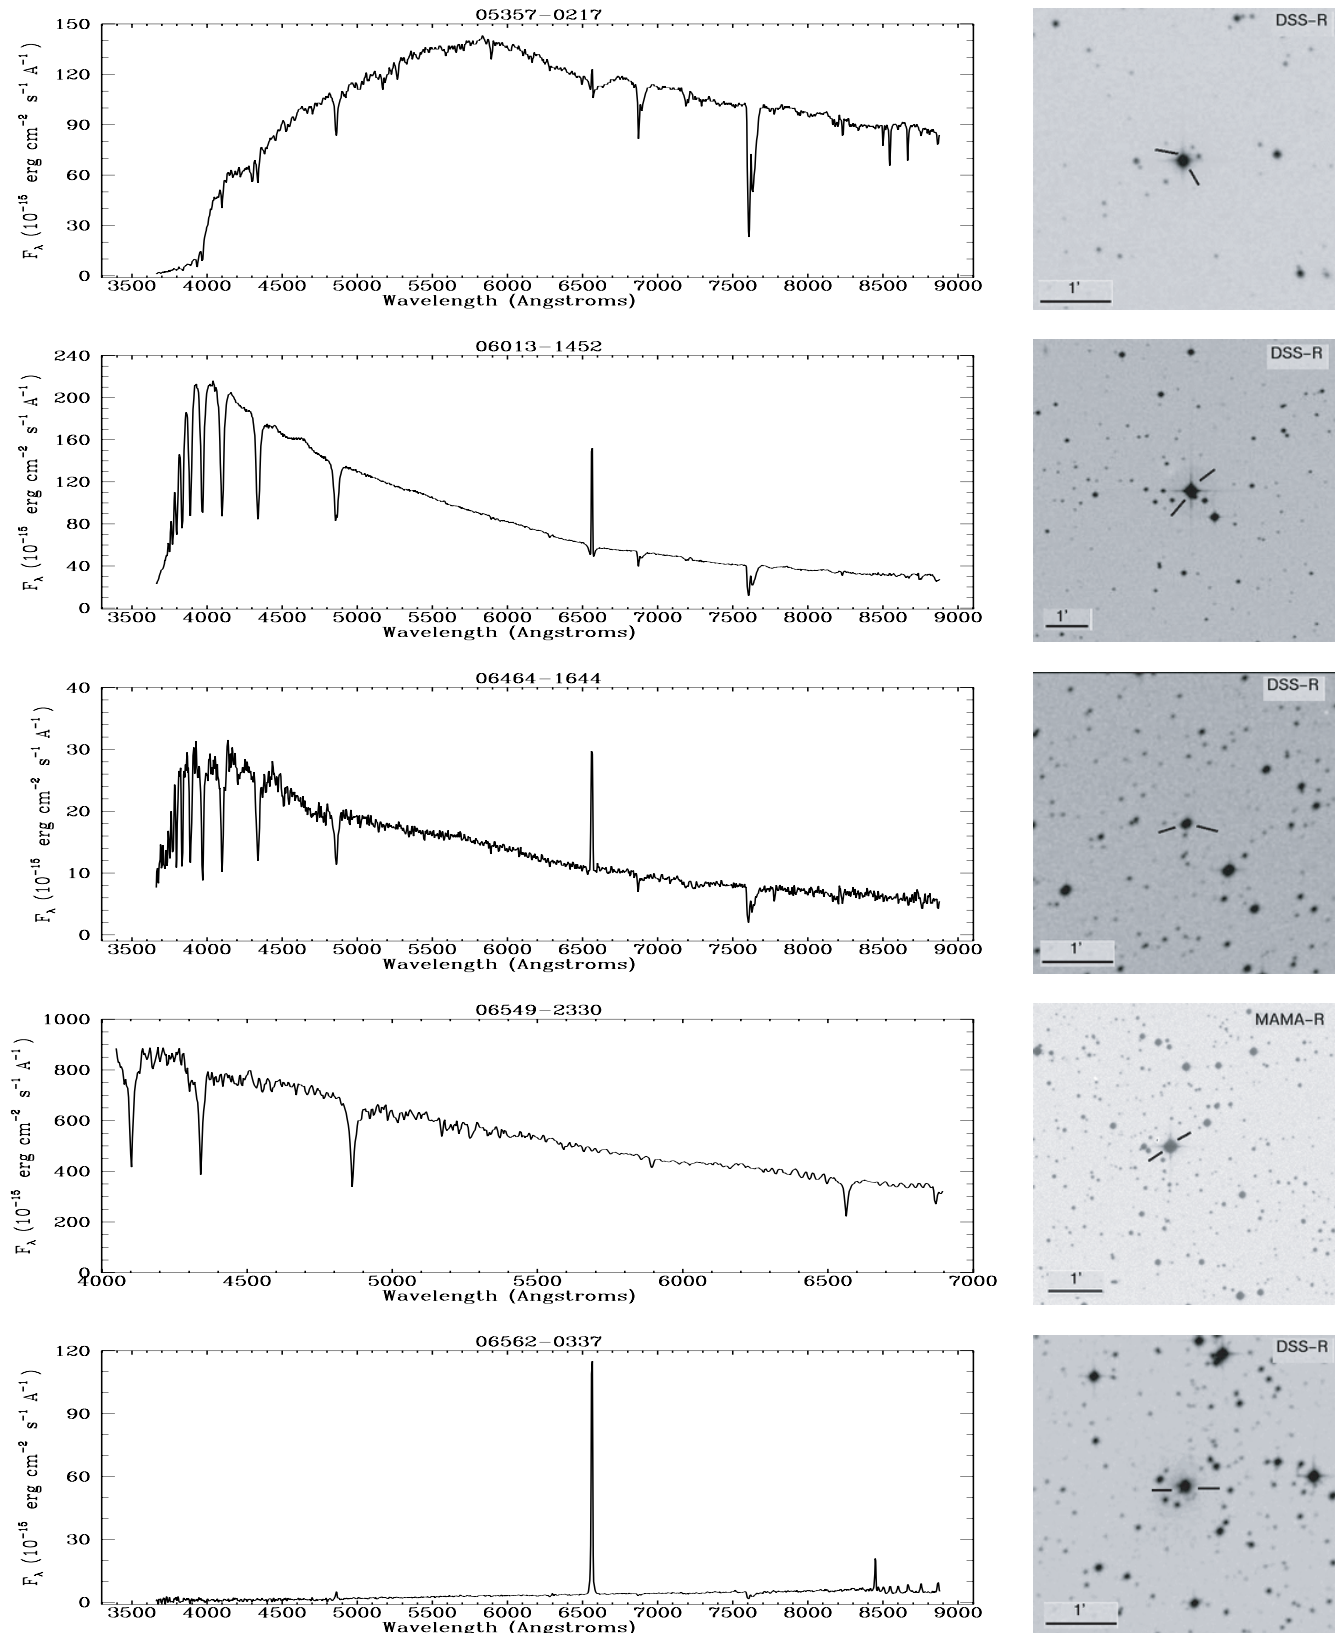 05357−0217
150
120
90
60
30
0
F_λ (10^−15 erg cm^−2 s^−1 A^−1)
3500 4000 4500 5000 5500 6000 6500 7000 7500 8000 8500 9000
Wavelength (Angstroms)
DSS-R
1'
06013−1452
240
200
160
120
80
40
0
F_λ (10^−15 erg cm^−2 s^−1 A^−1)
3500 4000 4500 5000 5500 6000 6500 7000 7500 8000 8500 9000
Wavelength (Angstroms)
DSS-R
1'
06464−1644
40
30
20
10
0
F_λ (10^−15 erg cm^−2 s^−1 A^−1)
3500 4000 4500 5000 5500 6000 6500 7000 7500 8000 8500 9000
Wavelength (Angstroms)
DSS-R
1'
06549−2330
1000
800
600
400
200
0
F_λ (10^−15 erg cm^−2 s^−1 A^−1)
4000 4500 5000 5500 6000 6500 7000
Wavelength (Angstroms)
MAMA-R
1'
06562−0337
120
90
60
30
0
F_λ (10^−15 erg cm^−2 s^−1 A^−1)
3500 4000 4500 5000 5500 6000 6500 7000 7500 8000 8500 9000
Wavelength (Angstroms)
DSS-R
1'